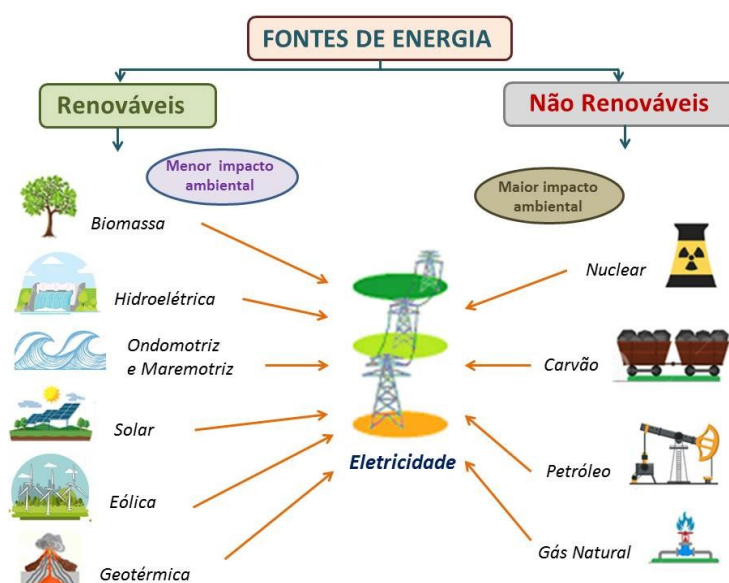 FONTES DE ENERGIA
Renováveis
Não Renováveis
Menor impacto
ambiental
Maior impacto
ambiental
Biomassa
Hidroelétrica
Ondomotriz
e Maremotriz
Solar
Eólica
Geotérmica
Eletricidade
Nuclear
Carvão
Petróleo
Gás Natural